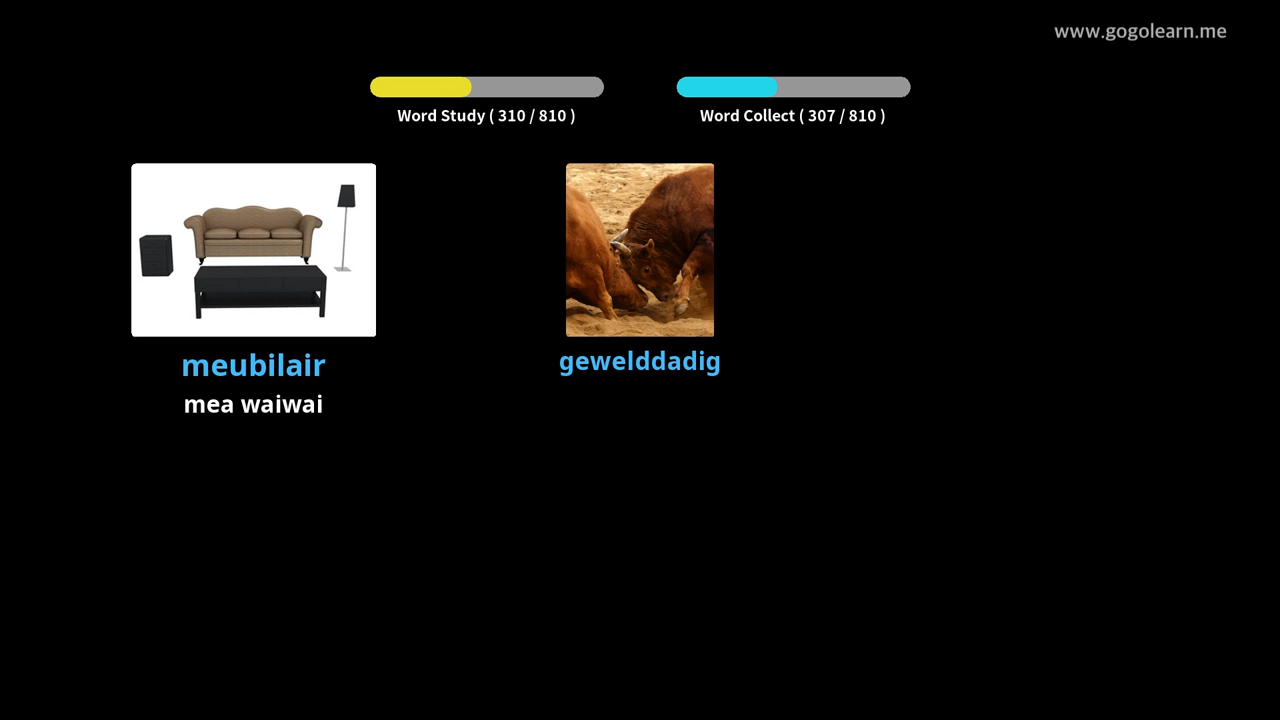 www.gogolearn.me
Word Study ( 310 / 810 )
Word Collect ( 307 / 810 )
meubilair
mea waiwai
gewelddadig